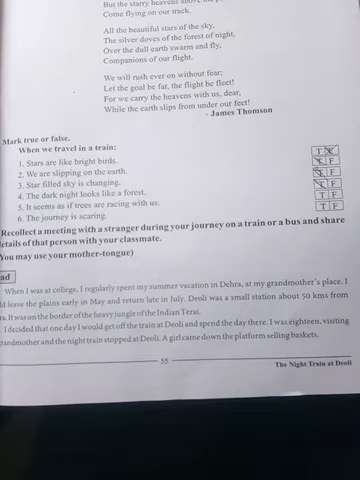 But the starry heavens above the
Come flying on our track.
All the beautiful stars of the sky,
The silver doves of the forest of night,
Over the dull earth swarm and fly,
Companions of our flight.
We will rush ever on without fear;
Let the goal be far, the flight be fleet!
For we carry the heavens with us, dear,
While the earth slips from under our feet!
- James Thomson
Mark true or false.
When we travel in a train:
T F
1. Stars are like bright birds.
T F
2. We are slipping on the earth.
T F
3. Star filled sky is changing.
T F
4. The dark night looks like a forest.
T F
5. It seems as if trees are racing with us.
T F
6. The journey is scaring.
Recollect a meeting with a stranger during your journey on a train or a bus and share
etails of that person with your classmate.
You may use your mother-tongue)
ad
When I was at college, I regularly spent my summer vacation in Dehra, at my grandmother's place. I
ld leave the plains early in May and return late in July. Deoli was a small station about 50 kms from
ra. It was on the border of the heavy jungle of the Indian Terai.
I decided that one day I would get off the train at Deoli and spend the day there. I was eighteen, visiting
randmother and the night train stopped at Deoli. A girl came down the platform selling baskets.
55
The Night Train at Deoli